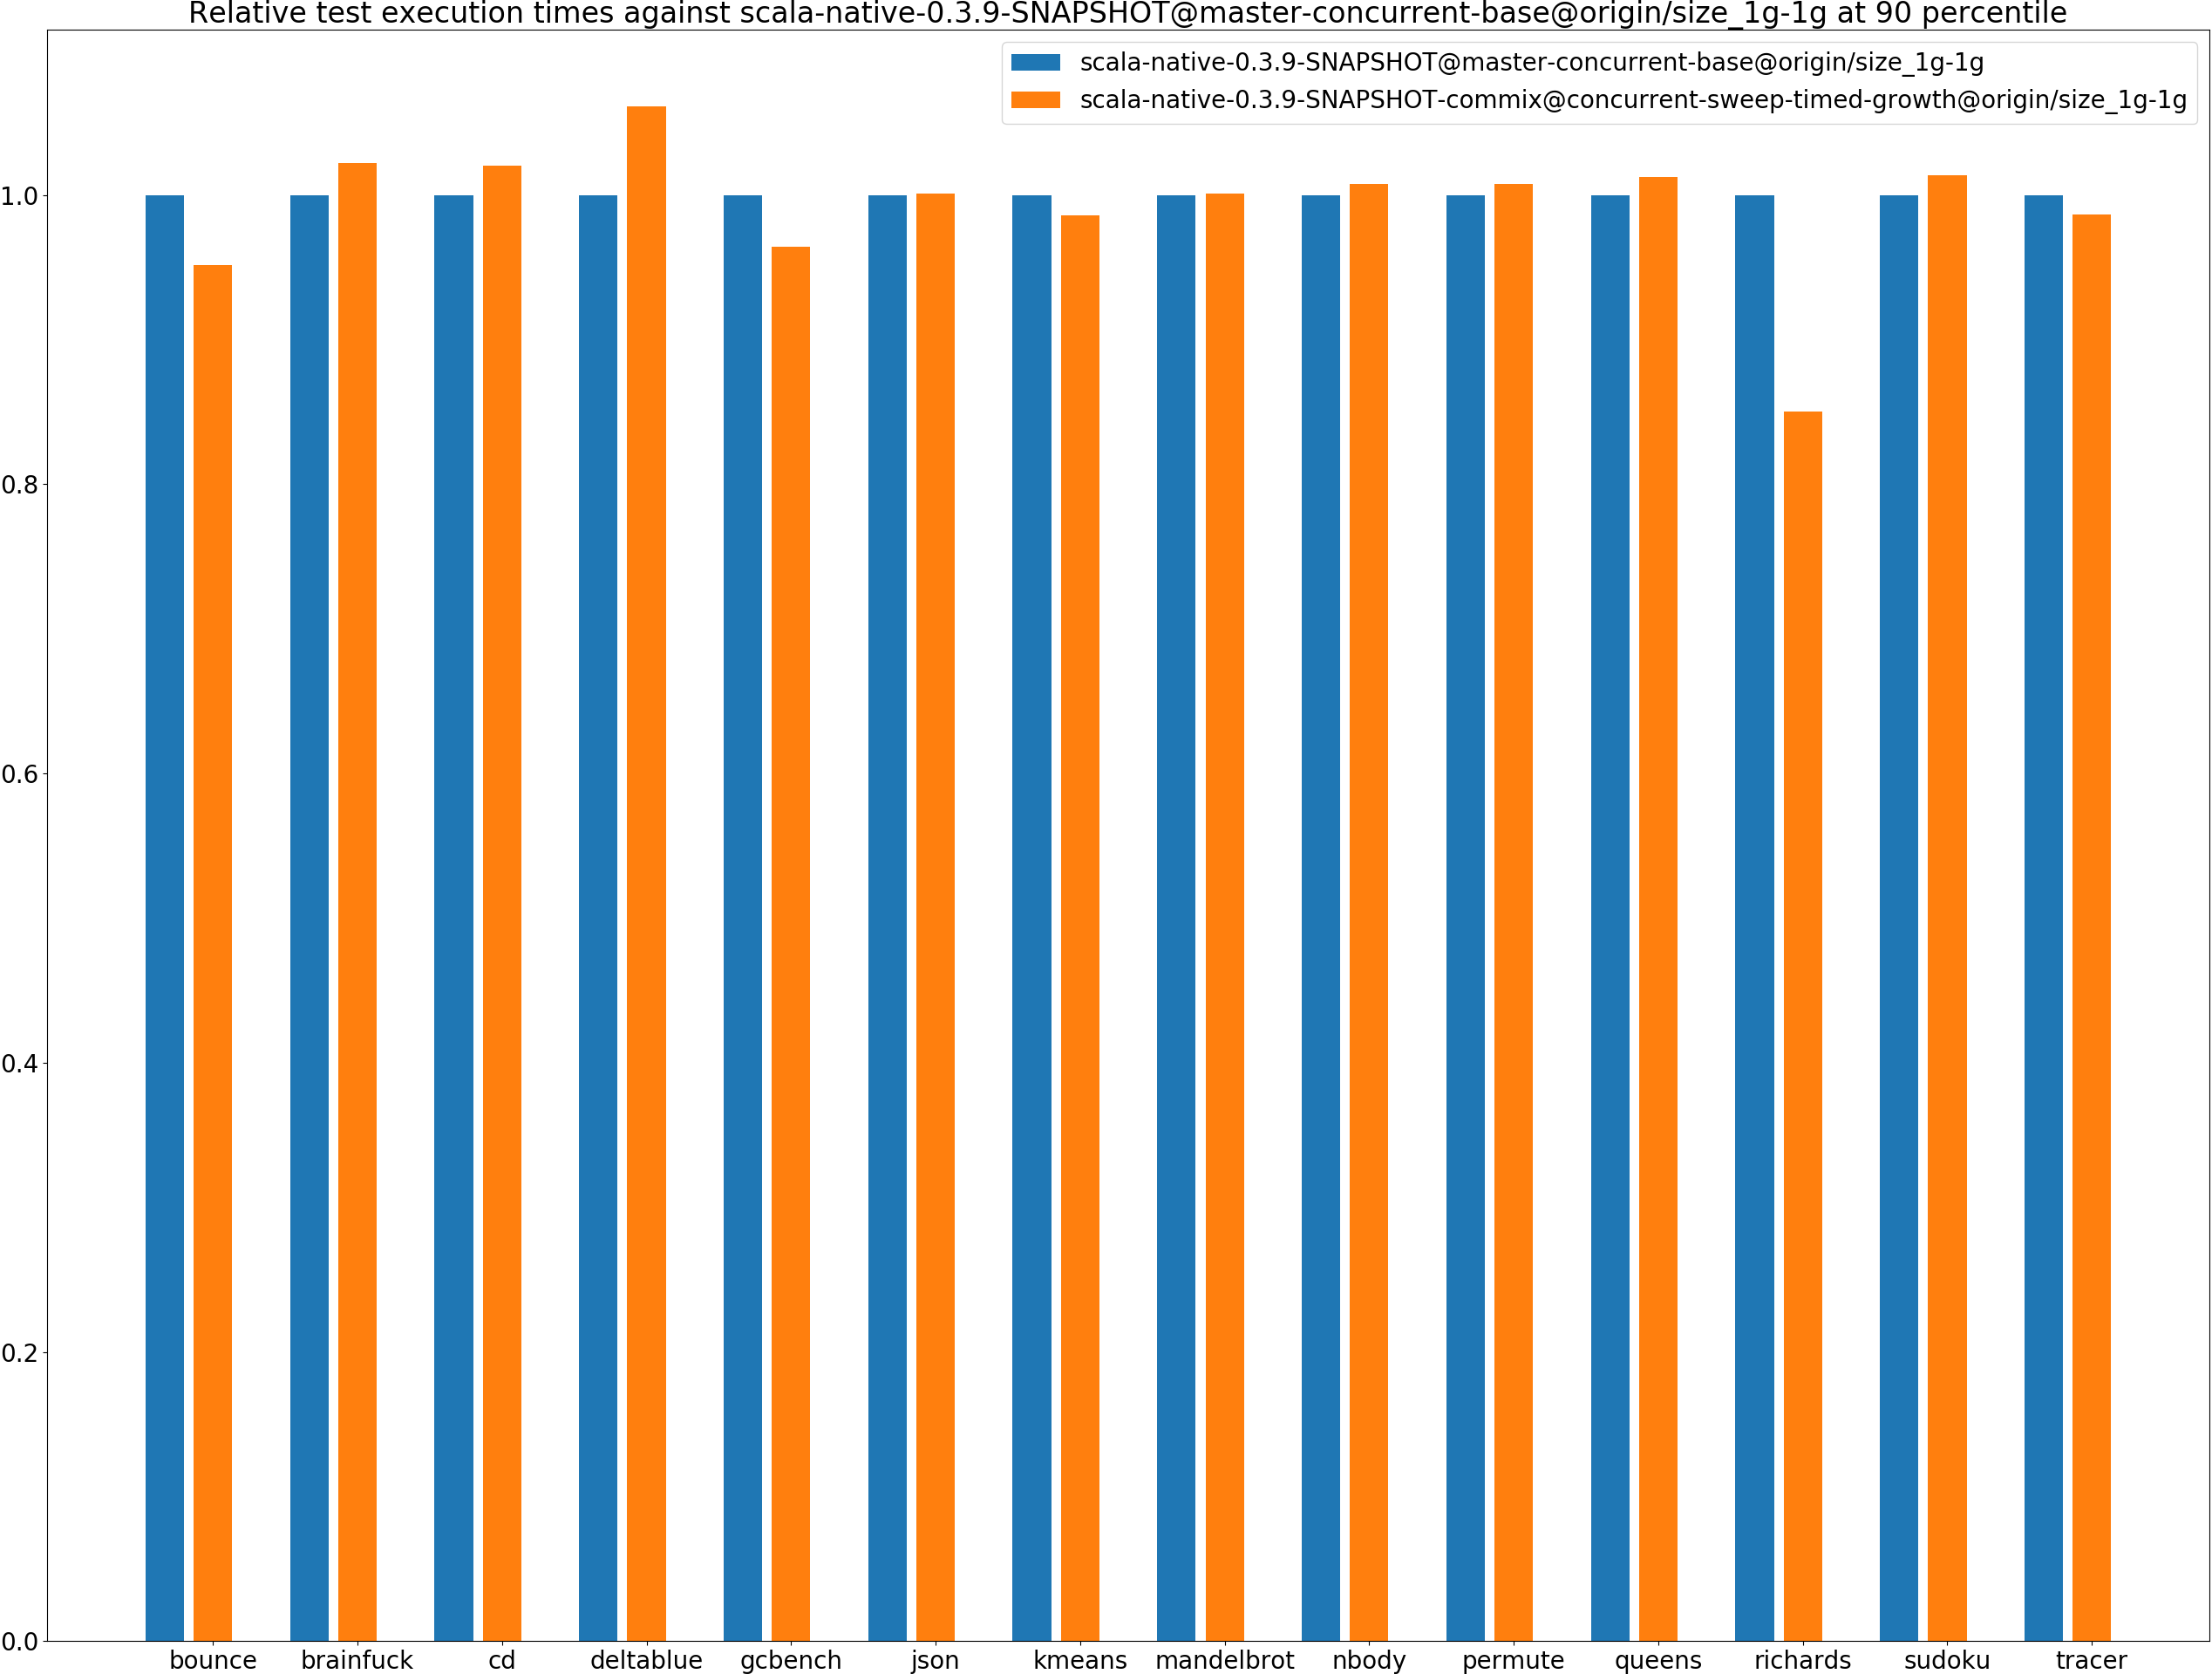 Relative test execution times against scala-native-0.3.9-SNAPSHOT@master-concurrent-base@origin/size_1g-1g at 90 percentile
scala-native-0.3.9-SNAPSHOT@master-concurrent-base@origin/size_1g-1g
scala-native-0.3.9-SNAPSHOT-commix@concurrent-sweep-timed-growth@origin/size_1g-1g
1.0
0.8
0.6
0.4
0.2
0.0
bounce brainfuck cd deltablue gcbench json kmeans mandelbrot nbody permute queens richards sudoku tracer